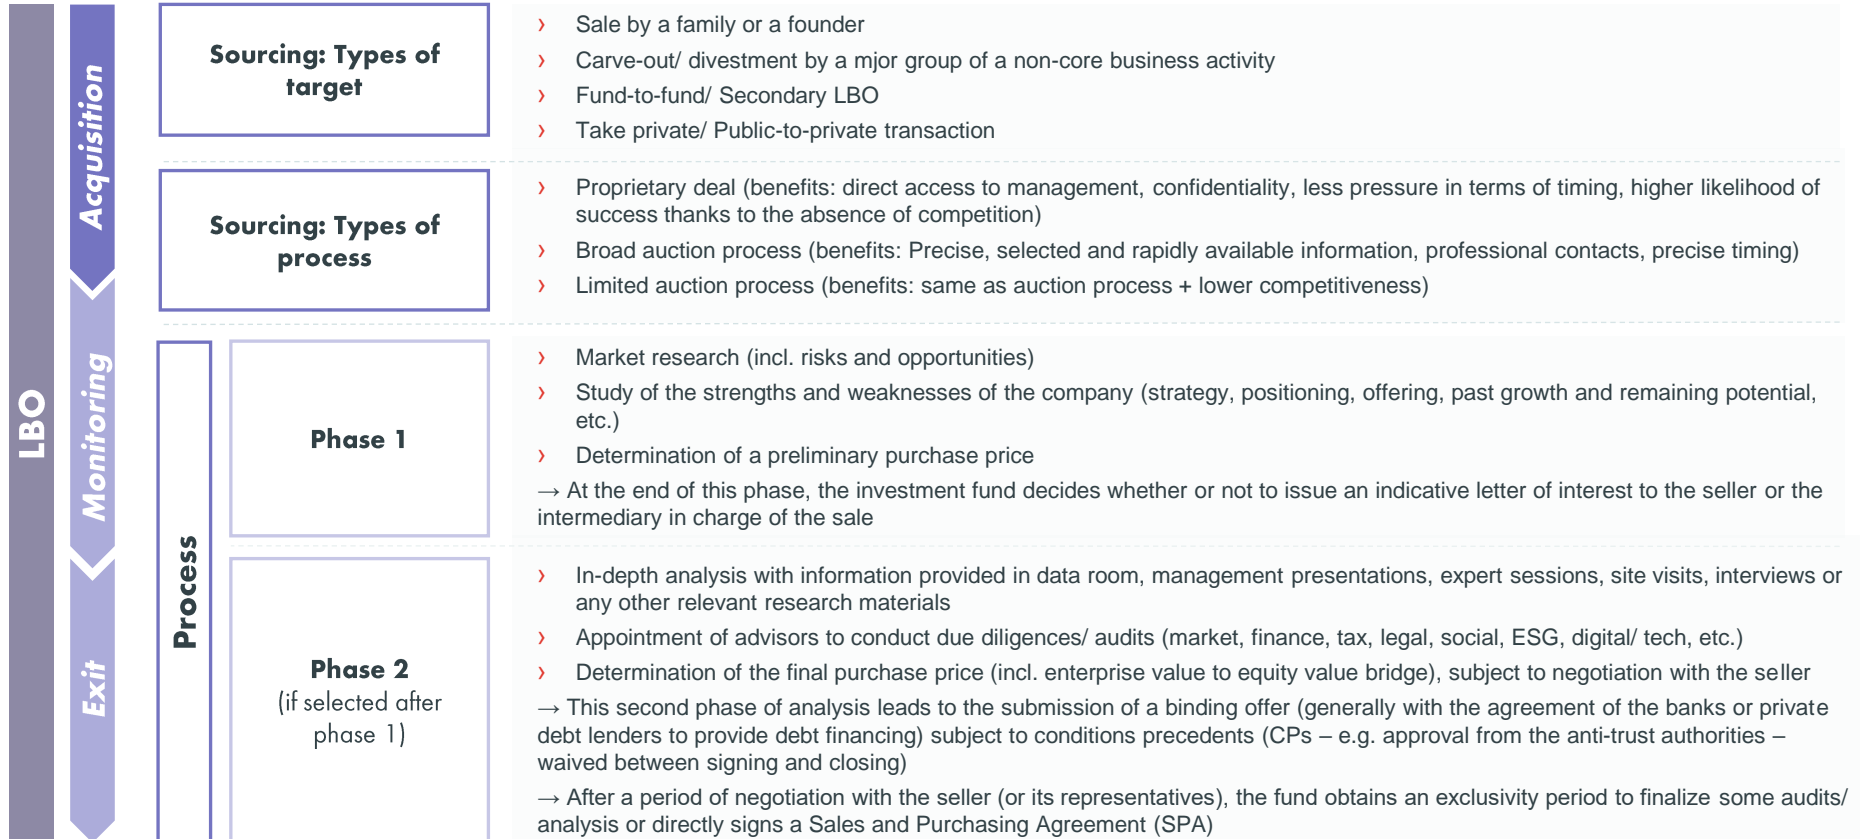 LBO
Acquisition
Monitoring
Exit
Sourcing: Types of
target
› Sale by a family or a founder
› Carve-out/ divestment by a mjor group of a non-core business activity
› Fund-to-fund/ Secondary LBO
› Take private/ Public-to-private transaction
Sourcing: Types of
process
› Proprietary deal (benefits: direct access to management, confidentiality, less pressure in terms of timing, higher likelihood of
success thanks to the absence of competition)
› Broad auction process (benefits: Precise, selected and rapidly available information, professional contacts, precise timing)
› Limited auction process (benefits: same as auction process + lower competitiveness)
Process
Phase 1
› Market research (incl. risks and opportunities)
› Study of the strengths and weaknesses of the company (strategy, positioning, offering, past growth and remaining potential,
etc.)
› Determination of a preliminary purchase price
→ At the end of this phase, the investment fund decides whether or not to issue an indicative letter of interest to the seller or the
intermediary in charge of the sale
Phase 2
(if selected after
phase 1)
› In-depth analysis with information provided in data room, management presentations, expert sessions, site visits, interviews or
any other relevant research materials
› Appointment of advisors to conduct due diligences/ audits (market, finance, tax, legal, social, ESG, digital/ tech, etc.)
› Determination of the final purchase price (incl. enterprise value to equity value bridge), subject to negotiation with the seller
→ This second phase of analysis leads to the submission of a binding offer (generally with the agreement of the banks or private
debt lenders to provide debt financing) subject to conditions precedents (CPs – e.g. approval from the anti-trust authorities –
waived between signing and closing)
→ After a period of negotiation with the seller (or its representatives), the fund obtains an exclusivity period to finalize some audits/
analysis or directly signs a Sales and Purchasing Agreement (SPA)